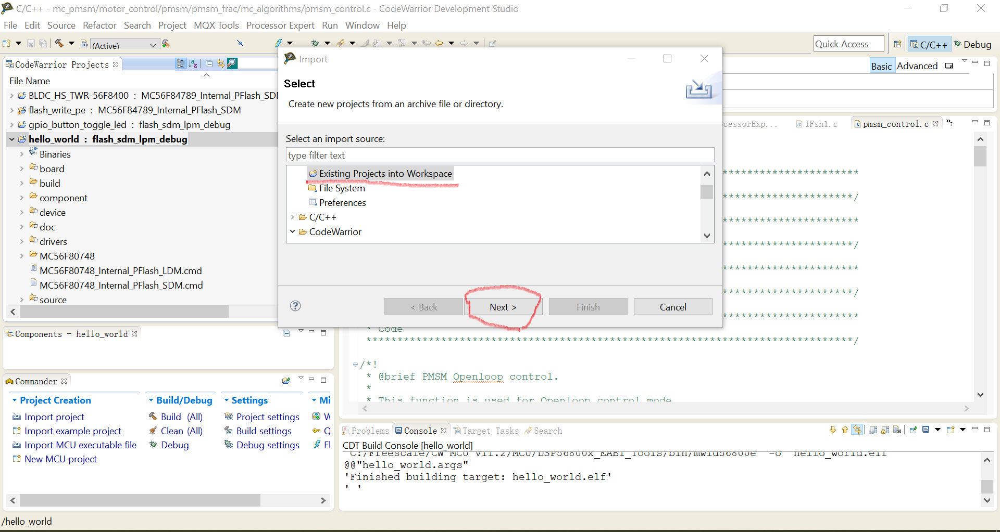 C/C++ - mc_pmsm/motor_control/pmsm/pmsm_frac/mc_algorithms/pmsm_control.c - CodeWarrior Development Studio
File Edit Source Refactor Search Project MQX Tools Processor Expert Run Window Help
(Active)
Quick Access
C/C++
Debug
CodeWarrior Projects
Basic Advanced
File Name
BLDC_HS_TWR-56F8400 : MC56F84789_Internal_PFlash_SD
flash_write_pe : MC56F84789_Internal_PFlash_SDM
gpio_button_toggle_led : flash_sdm_lpm_debug
hello_world : flash_sdm_lpm_debug
Binaries
board
build
component
device
doc
drivers
MC56F80748
MC56F80748_Internal_PFlash_LDM.cmd
MC56F80748_Internal_PFlash_SDM.cmd
source
Import
Select
Create new projects from an archive file or directory.
Select an import source:
type filter text
Existing Projects into Workspace
File System
Preferences
C/C++
CodeWarrior
< Back
Next >
Finish
Cancel
cessorExp...
IFsh1.c
pmsm_control.c
»7
**********************
*********************/
**********************
*********************/
**********************
*********************/
**********************
* Code
******************************************************************************/
/*!
* @brief PMSM Openloop control.
*
* This function is used for Openloop control mode
Components - hello_world
Commander
Project Creation
Import project
Import example project
Import MCU executable file
New MCU project
Build/Debug
Build (All)
Clean (All)
Debug
Settings
Project settings
Build settings
Debug settings
Mi
W
Q
Fl
Problems
Console
Target Tasks
Search
CDT Build Console [hello_world]
"C:/Freescale/CW MCU v11.2/MCU/DSP56800x_EABI_Tools/bin/mwld56800e" -o "hello_world.elf"
@@"hello_world.args"
'Finished building target: hello_world.elf'
' '
/hello_world